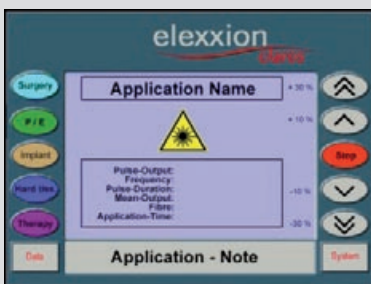 elexxion
claros
Surgery
Application Name
+ 30 %
P / E
+ 10 %
Implant
Stop
Pulse-Output:
Frequency:
Pulse-Duration:
Mean-Output:
Fibre:
Application-Time:
Hard tiss.
-10 %
Therapy
-30 %
Data
Application - Note
System